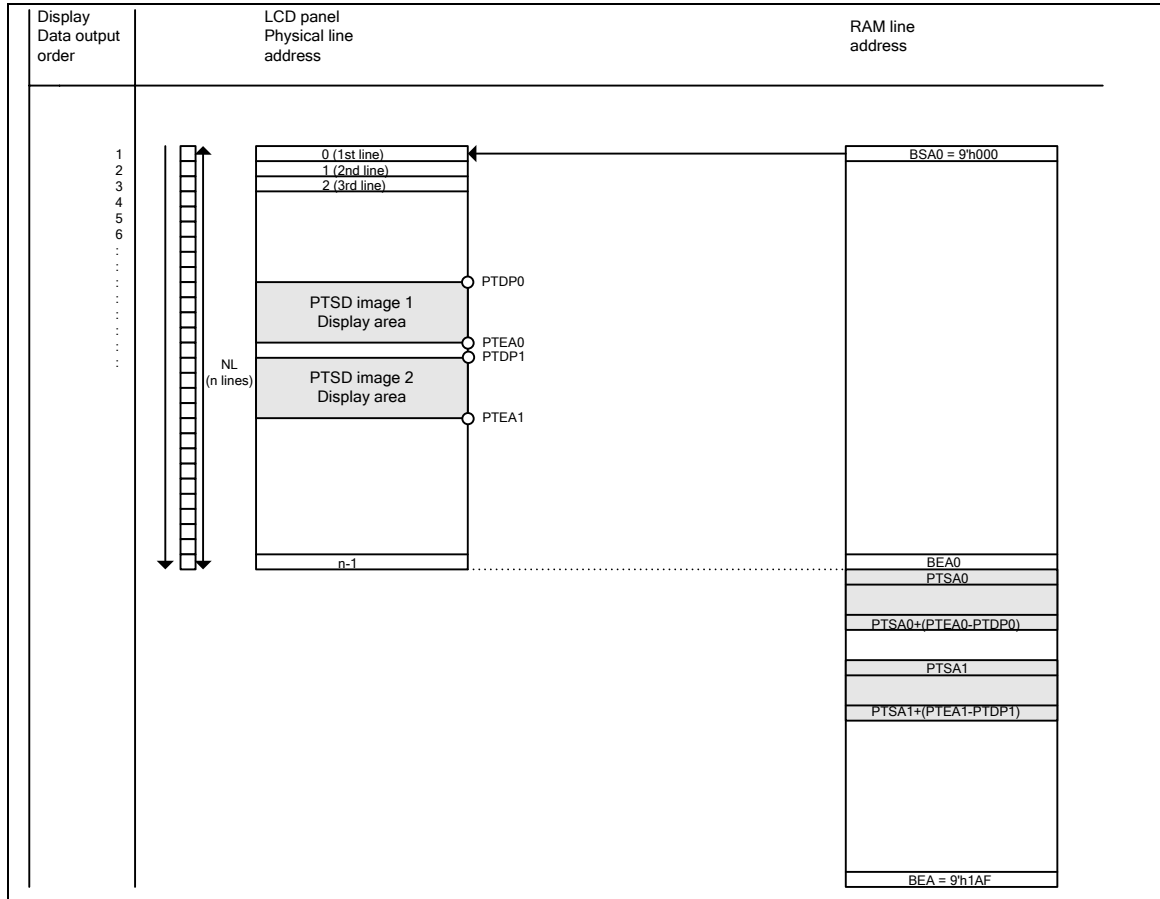 Display
Data output
order
LCD panel
Physical line
address
RAM line
address
1
2
3
4
5
6
:
:
:
:
:
:
:
:
NL
(n lines)
0 (1st line)
1 (2nd line)
2 (3rd line)
PTSD image 1
Display area
PTSD image 2
Display area
n-1
PTDP0
PTEA0
PTDP1
PTEA1
BSA0 = 9'h000
BEA0
PTSA0
PTSA0+(PTEA0-PTDP0)
PTSA1
PTSA1+(PTEA1-PTDP1)
BEA = 9'h1AF